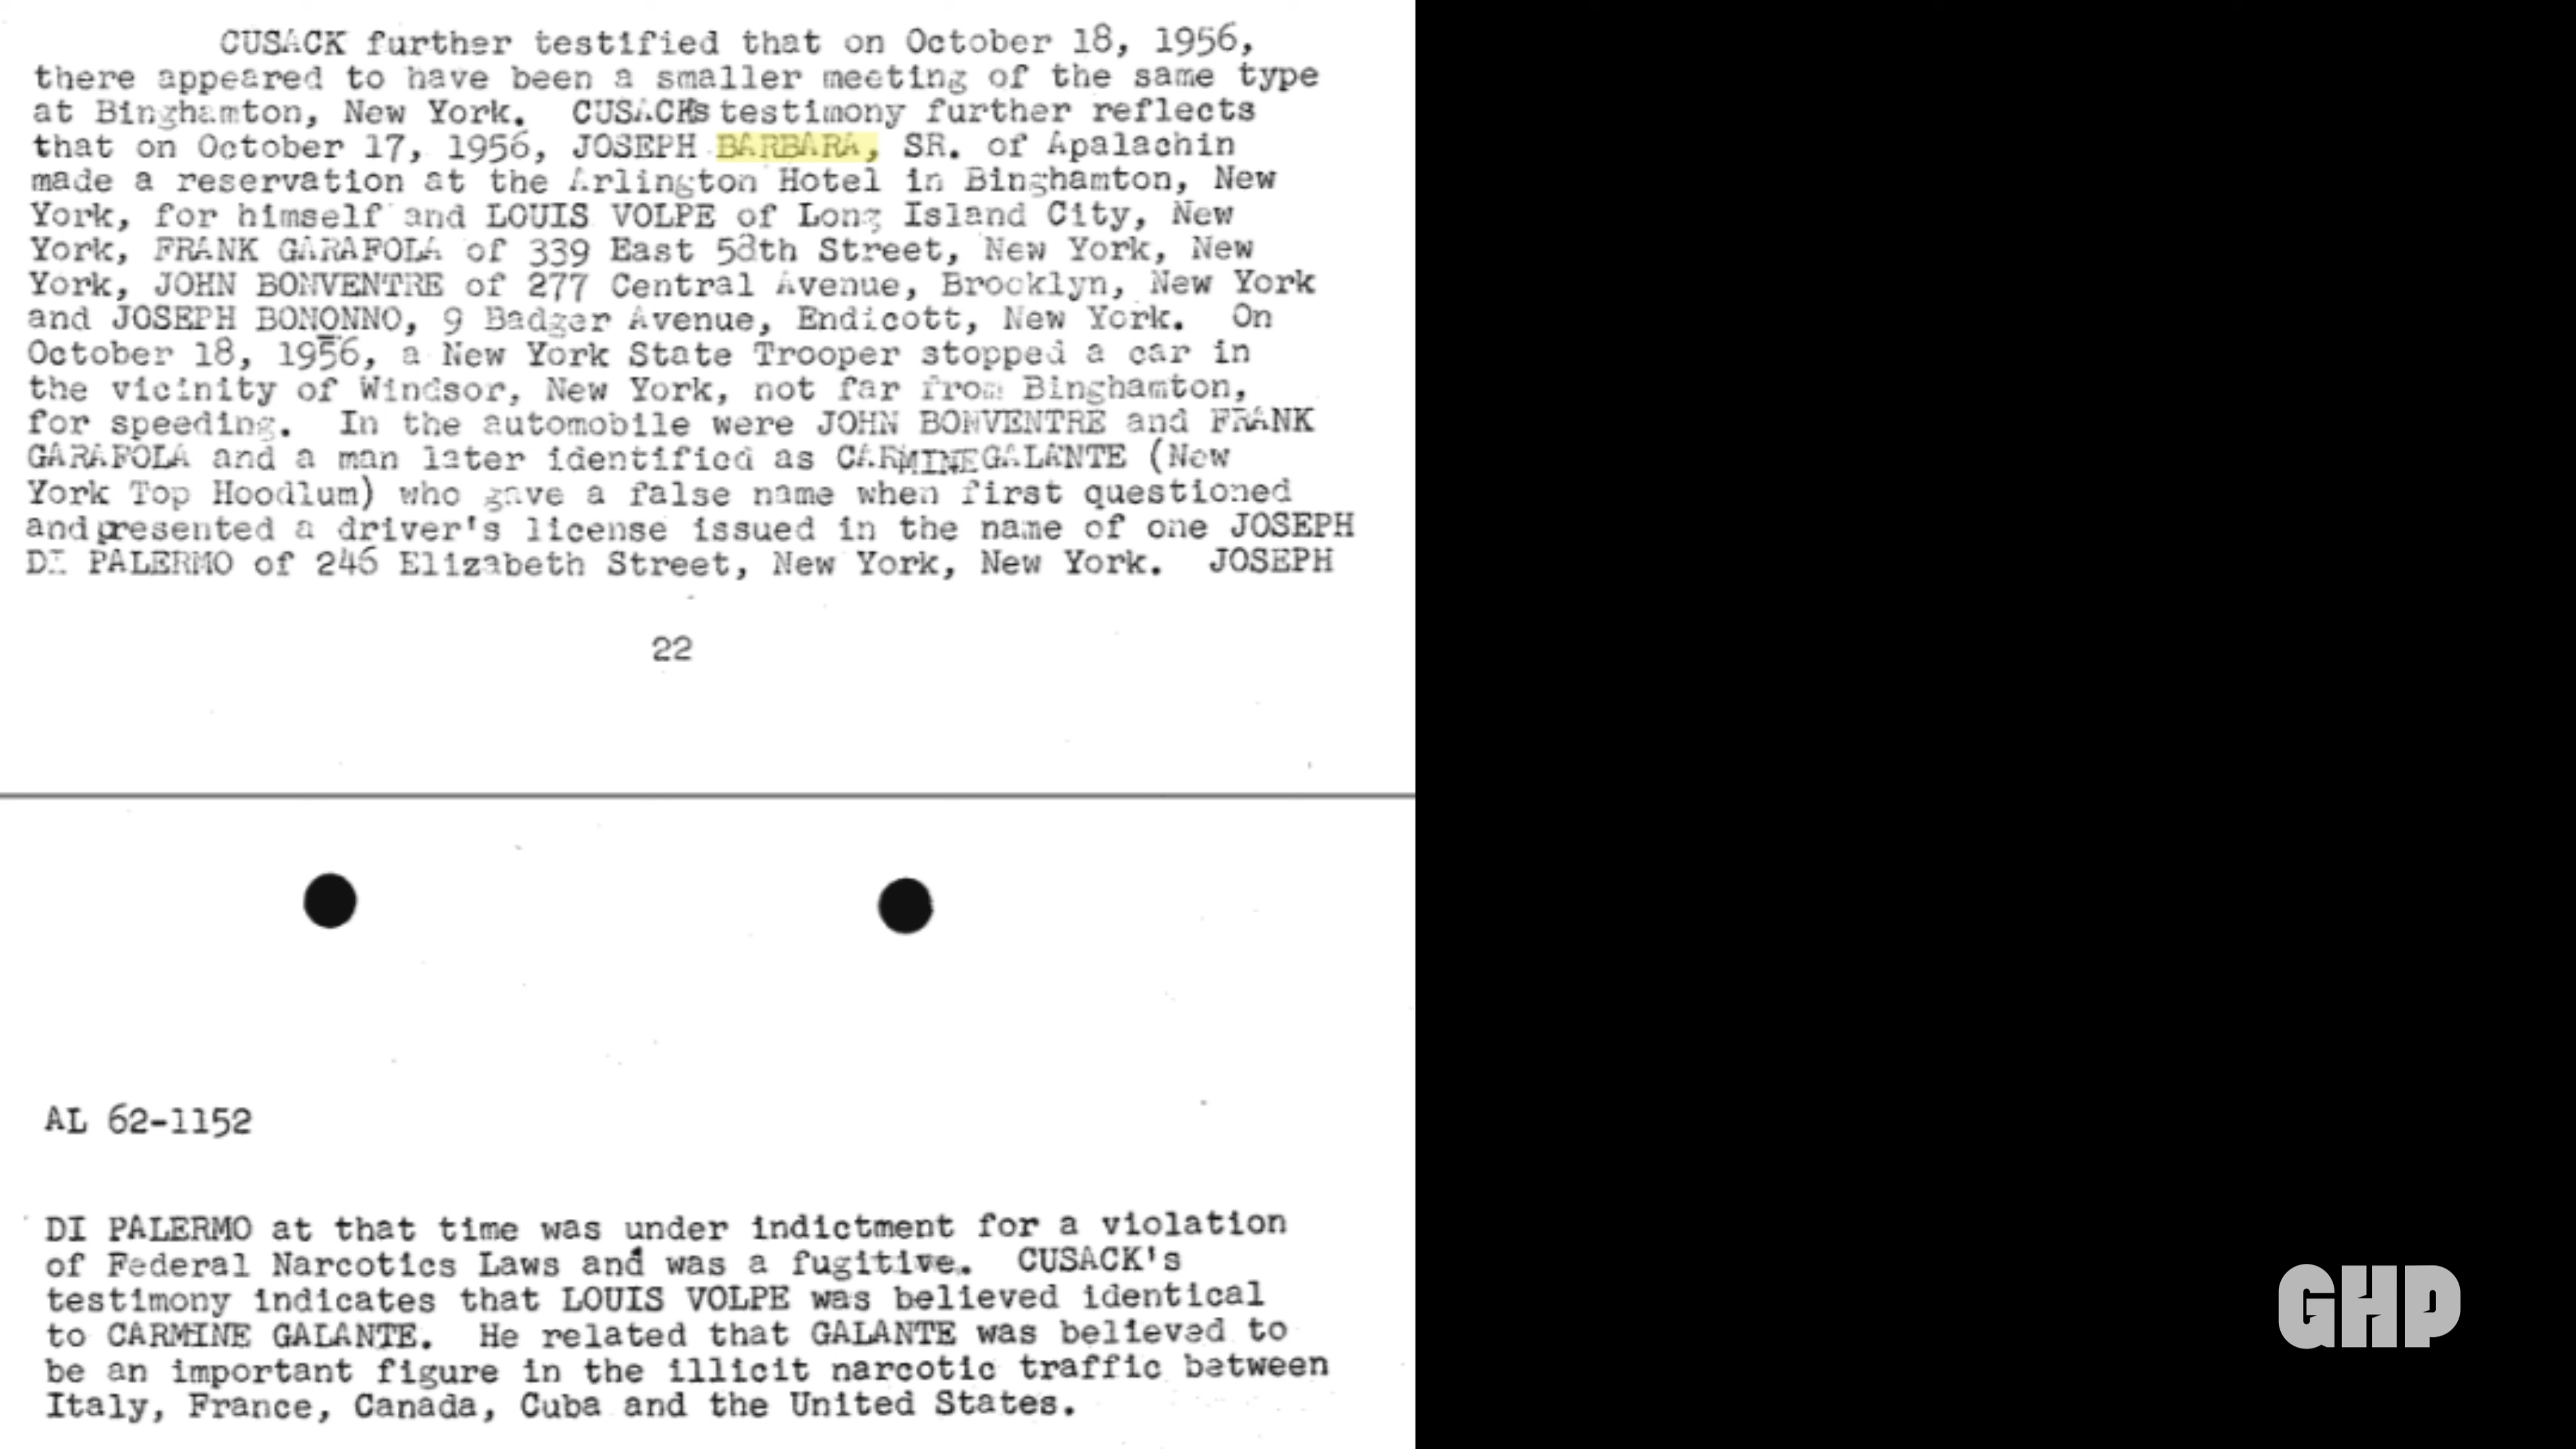 CUSACK further testified that on October 18, 1956,
there appeared to have been a smaller meeting of the same type
at Binghamton, New York. CUSACKs testimony further reflects
that on October 17, 1956, JOSEPH BARBARA, SR. of Apalachin
made a reservation at the Arlington Hotel in Binghamton, New
York, for himself and LOUIS VOLPE of Long Island City, New
York, FRANK GARAFOLA of 339 East 58th Street, New York, New
York, JOHN BONVENTRE of 277 Central Avenue, Brooklyn, New York
and JOSEPH BONONNO, 9 Badger Avenue, Endicott, New York. On
October 18, 1956, a New York State Trooper stopped a car in
the vicinity of Windsor, New York, not far from Binghamton,
for speeding. In the automobile were JOHN BONVENTRE and FRANK
GARAFOLA and a man later identified as CARMINE GALANTE (New
York Top Hoodlum) who gave a false name when first questioned
and presented a driver's license issued in the name of one JOSEPH
DI PALERMO of 246 Elizabeth Street, New York, New York. JOSEPH
22
AL 62-1152
DI PALERMO at that time was under indictment for a violation
of Federal Narcotics Laws and was a fugitive. CUSACK's
testimony indicates that LOUIS VOLPE was believed identical
to CARMINE GALANTE. He related that GALANTE was believed to
be an important figure in the illicit narcotic traffic between
Italy, France, Canada, Cuba and the United States.
GHP